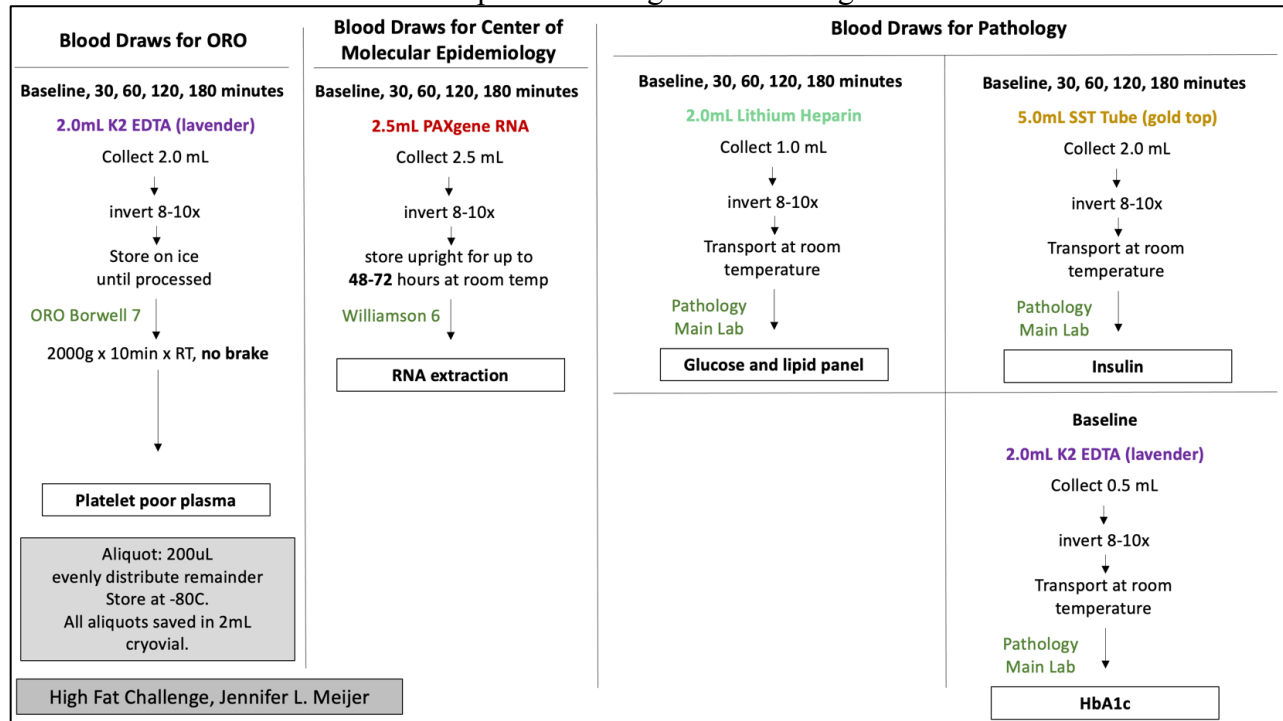 Blood Draws for ORO
Baseline, 30, 60, 120, 180 minutes
2.0mL K2 EDTA (lavender)
Collect 2.0 mL
invert 8-10x
Store on ice
until processed
ORO Borwell 7
2000g x 10min x RT, no brake
Platelet poor plasma
Aliquot: 200uL
evenly distribute remainder
Store at -80C.
All aliquots saved in 2mL
cryovial.
High Fat Challenge, Jennifer L. Meijer
Blood Draws for Center of
Molecular Epidemiology
Baseline, 30, 60, 120, 180 minutes
2.5mL PAXgene RNA
Collect 2.5 mL
invert 8-10x
store upright for up to
48-72 hours at room temp
Williamson 6
RNA extraction
Blood Draws for Pathology
Baseline, 30, 60, 120, 180 minutes
2.0mL Lithium Heparin
Collect 1.0 mL
invert 8-10x
Transport at room
temperature
Pathology
Main Lab
Glucose and lipid panel
Baseline, 30, 60, 120, 180 minutes
5.0mL SST Tube (gold top)
Collect 2.0 mL
invert 8-10x
Transport at room
temperature
Pathology
Main Lab
Insulin
Baseline
2.0mL K2 EDTA (lavender)
Collect 0.5 mL
invert 8-10x
Transport at room
temperature
Pathology
Main Lab
HbA1c